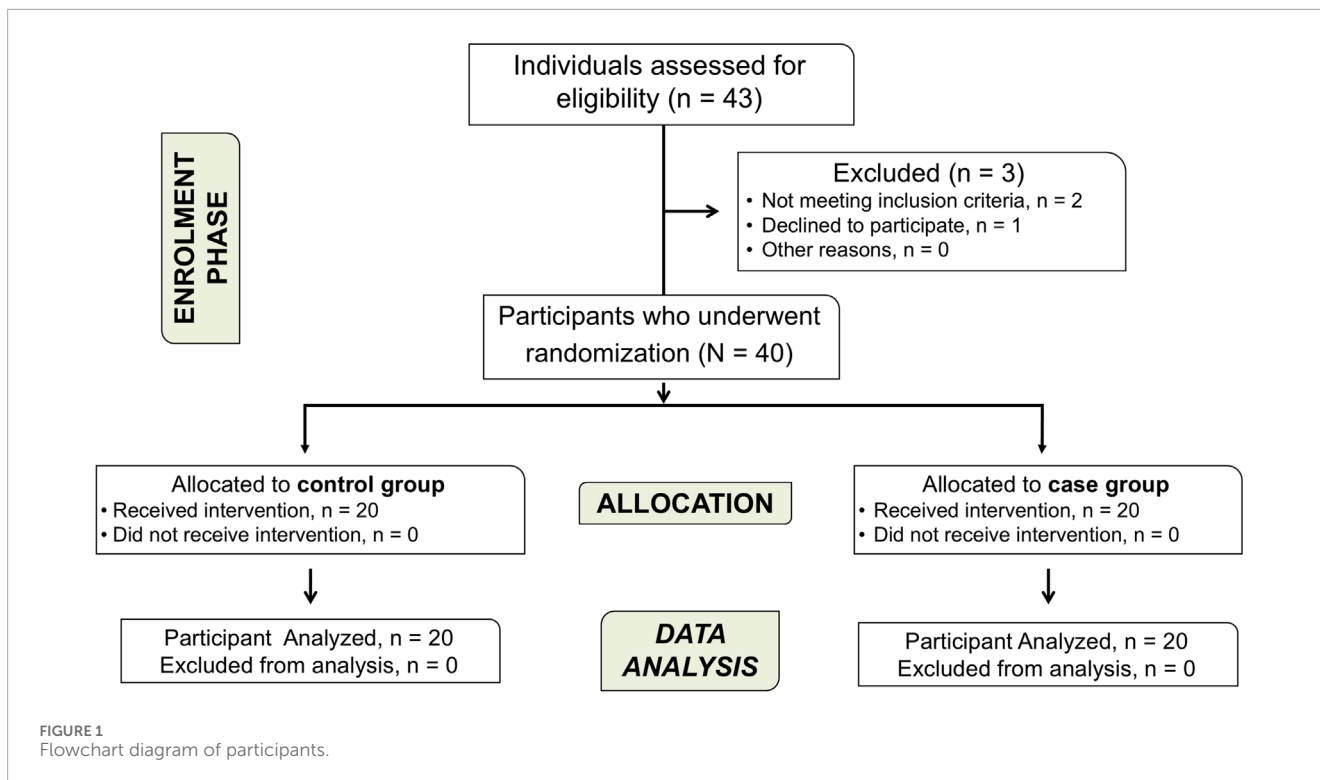 Individuals assessed for
eligibility (n = 43)
ENROLMENT
PHASE
Excluded (n = 3)
• Not meeting inclusion criteria, n = 2
• Declined to participate, n = 1
• Other reasons, n = 0
Participants who underwent
randomization (N = 40)
Allocated to control group
• Received intervention, n = 20
• Did not receive intervention, n = 0
ALLOCATION
Allocated to case group
• Received intervention, n = 20
• Did not receive intervention, n = 0
Participant Analyzed, n = 20
Excluded from analysis, n = 0
DATA
ANALYSIS
Participant Analyzed, n = 20
Excluded from analysis, n = 0
FIGURE 1
Flowchart diagram of participants.